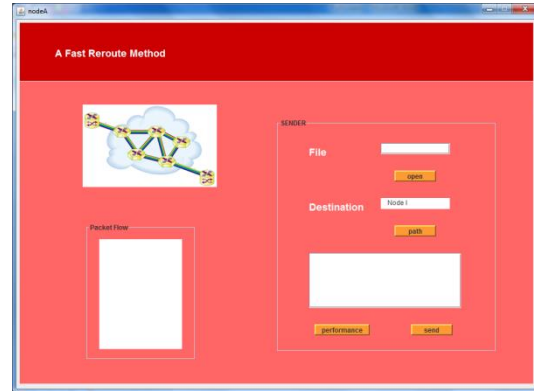 nodeA
A Fast Reroute Method
SENDER
File
open
Destination
Node I
path
Packet Flow
performance
send